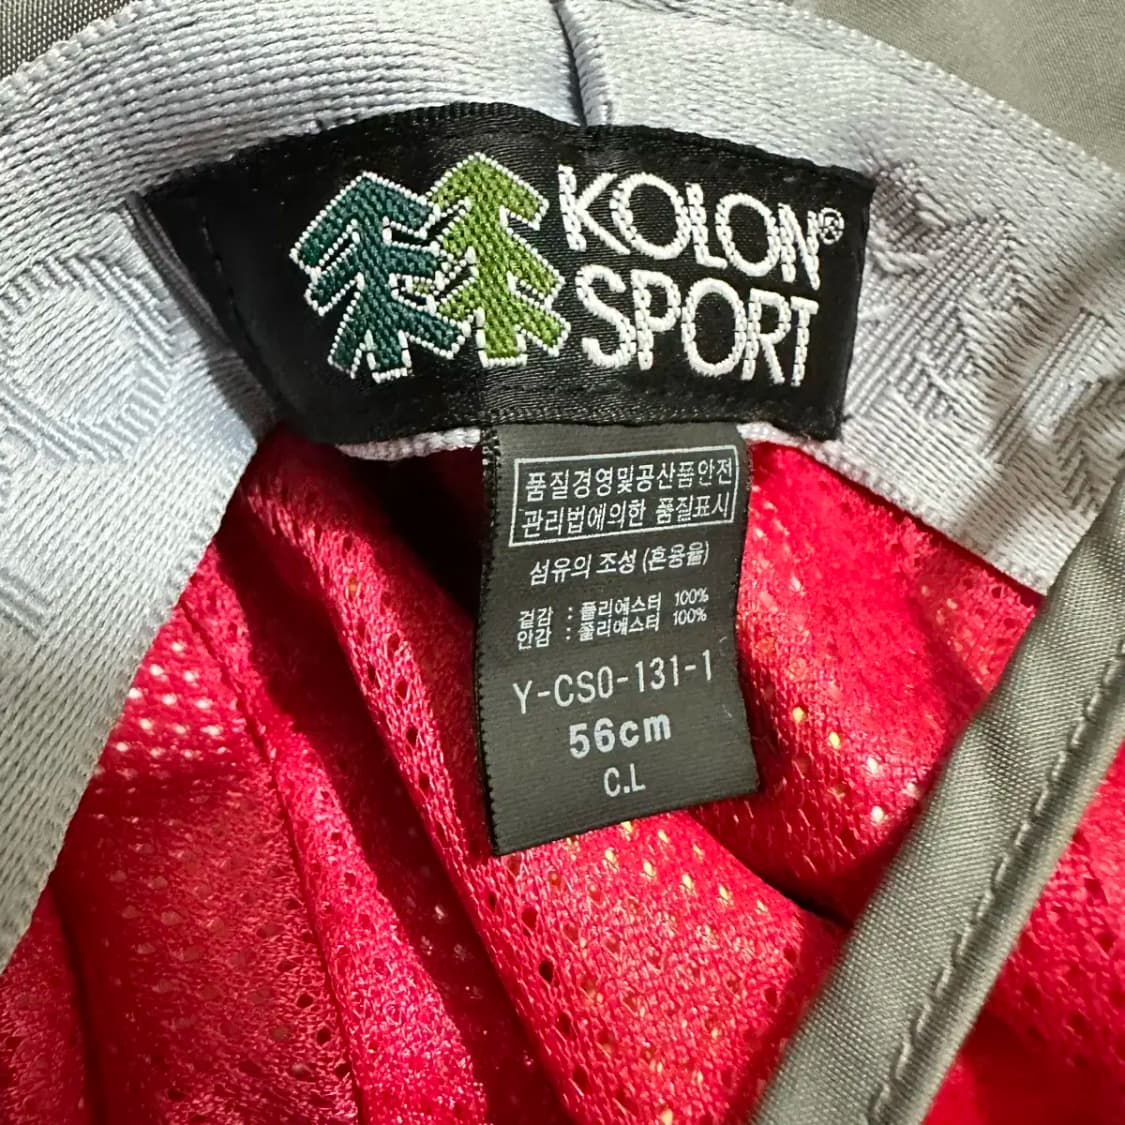 KOLON®
SPORT
품질경영및공산품안전
관리법에의한 품질표시
섬유의 조성 (혼용율)
겉감 : 폴리에스터 100%
안감 : 폴리에스터 100%
Y-CSO-131-1
56cm
C.L